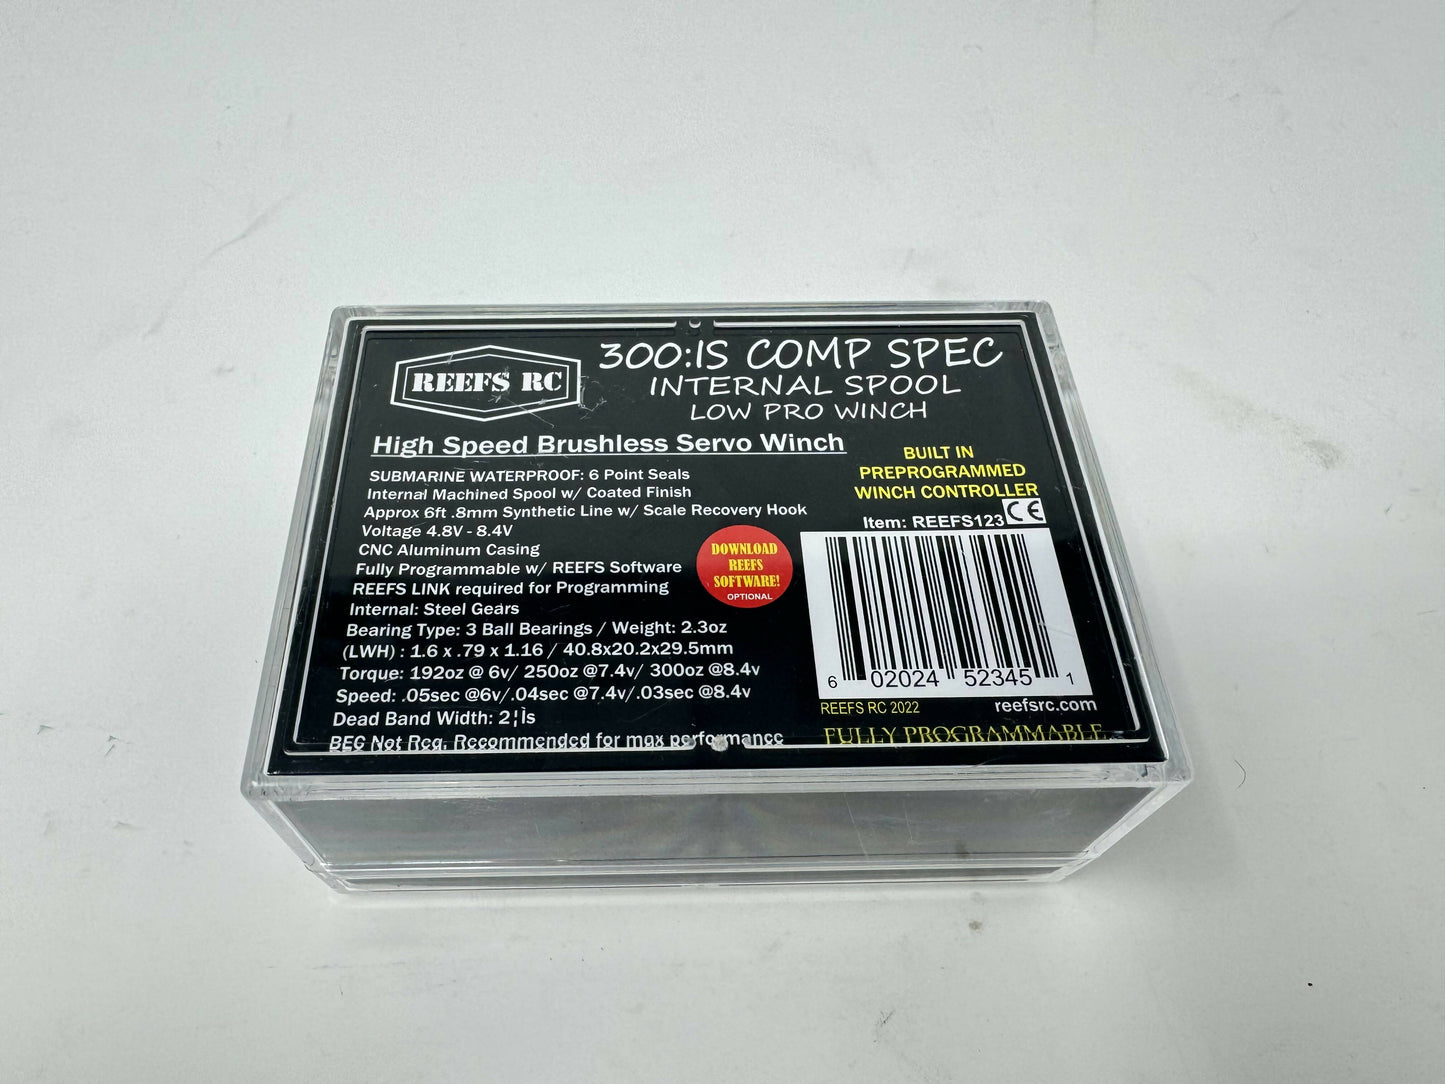 REEFS RC
300:IS COMP SPEC
INTERNAL SPOOL
LOW PRO WINCH
High Speed Brushless Servo Winch
SUBMARINE WATERPROOF: 6 Point Seals
Internal Machined Spool w/ Coated Finish
Approx 6ft .8mm Synthetic Line w/ Scale Recovery Hook
Voltage 4.8V - 8.4V
CNC Aluminum Casing
Fully Programmable w/ REEFS Software
REEFS LINK required for Programming
Internal: Steel Gears
Bearing Type: 3 Ball Bearings / Weight: 2.3oz
(LWH) : 1.6 x .79 x 1.16 / 40.8x20.2x29.5mm
Torque: 192oz @ 6v/ 250oz @7.4v/ 300oz @8.4v
Speed: .05sec @6v/.04sec @7.4v/.03sec @8.4v
Dead Band Width: 2¦Ìs
BEC Not Req. Recommended for max performance
DOWNLOAD
REEFS
SOFTWARE!
OPTIONAL
BUILT IN
PREPROGRAMMED
WINCH CONTROLLER
Item: REEFS123 CE
6 02024 52345 1
REEFS RC 2022 reefsrc.com
FULLY PROGRAMMABLE